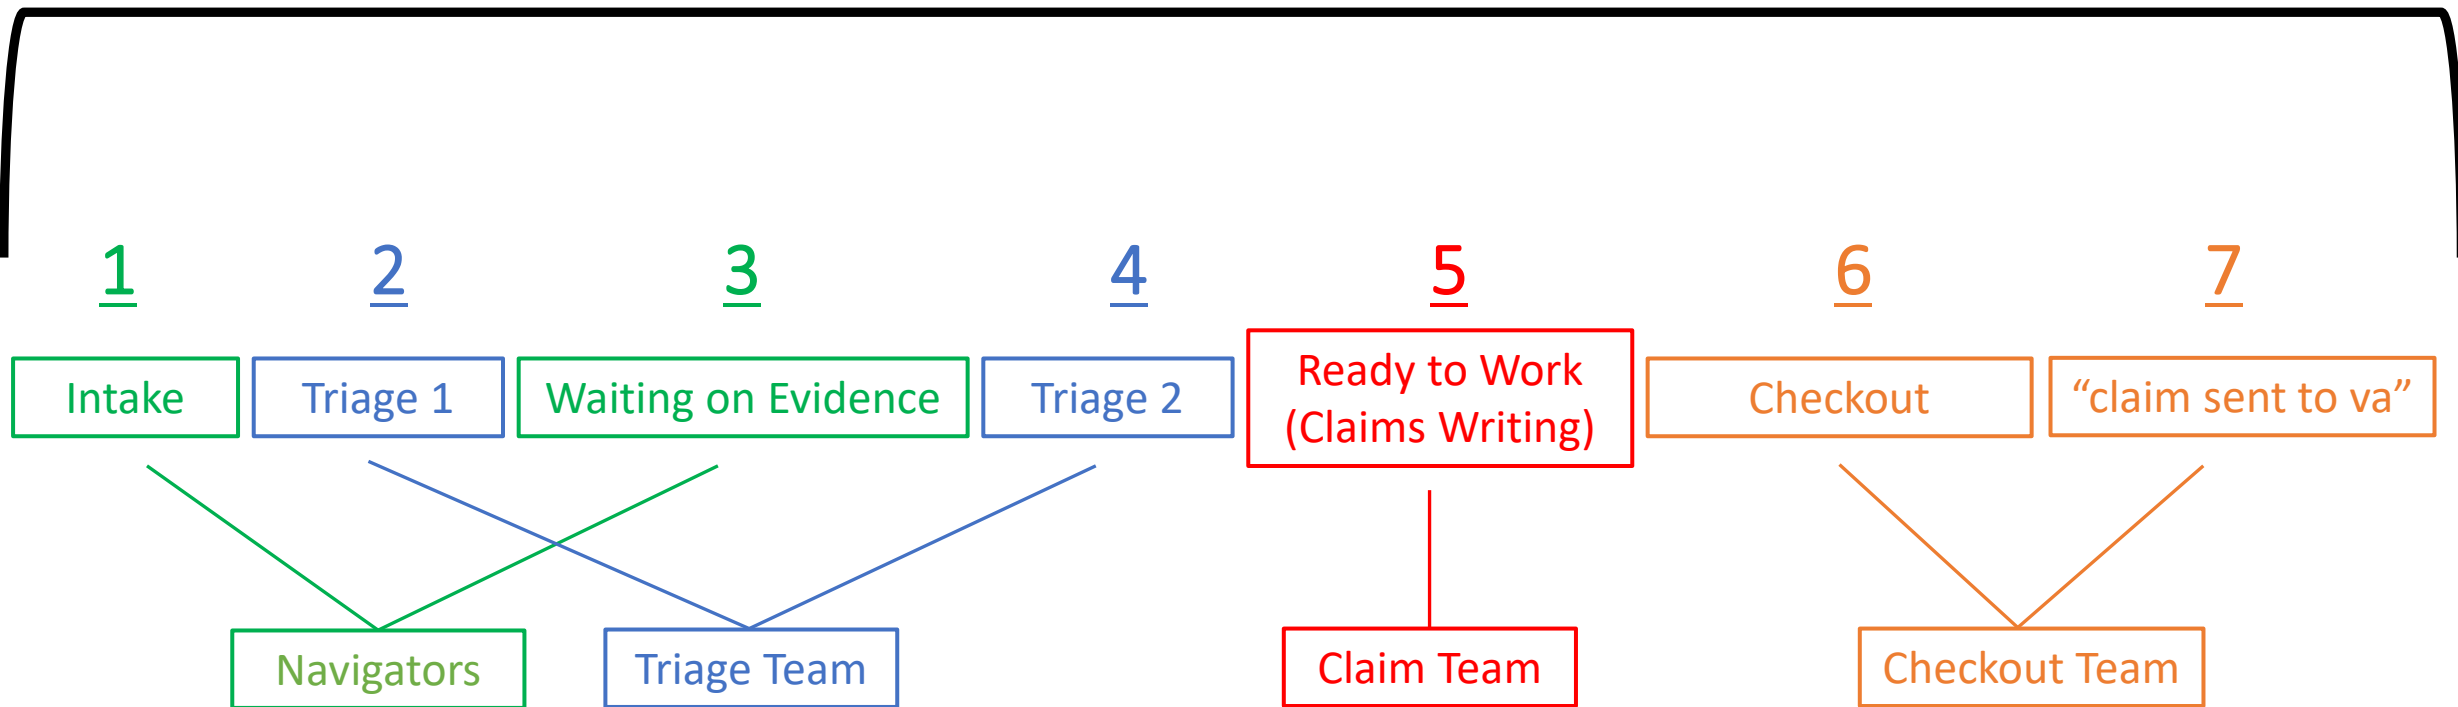 1
2
3
4
5
6
7
Intake
Triage 1
Waiting on Evidence
Triage 2
Ready to Work
(Claims Writing)
Checkout
“claim sent to va”
Navigators
Triage Team
Claim Team
Checkout Team